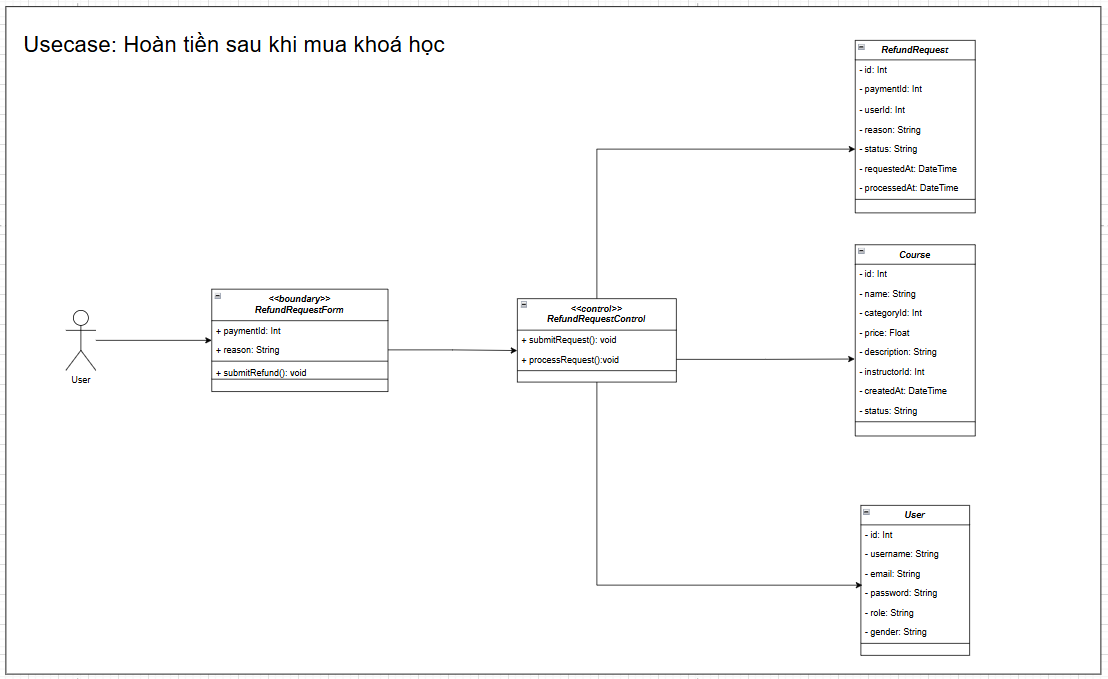 Usecase: Hoàn tiền sau khi mua khoá học
User
<<boundary>>
RefundRequestForm
+ paymentId: Int
+ reason: String
+ submitRefund(): void
<<control>>
RefundRequestControl
+ submitRequest(): void
+ processRequest():void
RefundRequest
- id: Int
- paymentId: Int
- userId: Int
- reason: String
- status: String
- requestedAt: DateTime
- processedAt: DateTime
Course
- id: Int
- name: String
- categoryId: Int
- price: Float
- description: String
- instructorId: Int
- createdAt: DateTime
- status: String
User
- id: Int
- username: String
- email: String
- password: String
- role: String
- gender: String